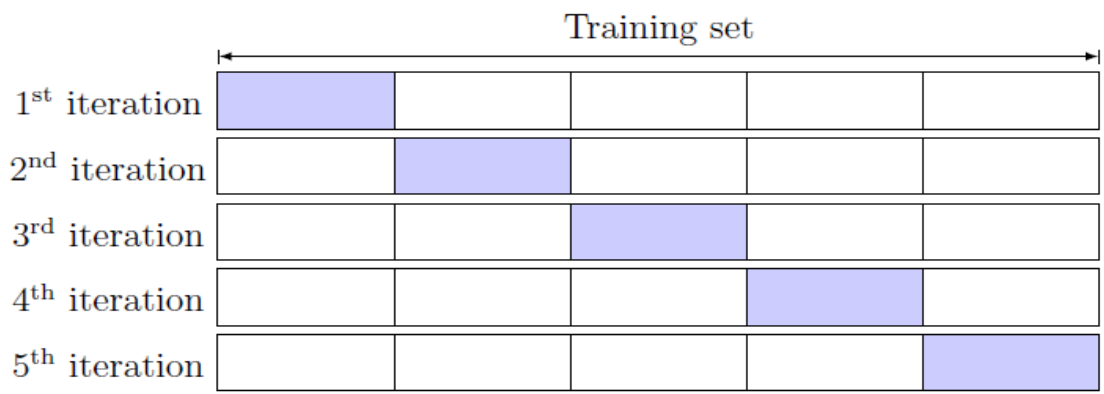 Training set
1st iteration
2nd iteration
3rd iteration
4th iteration
5th iteration